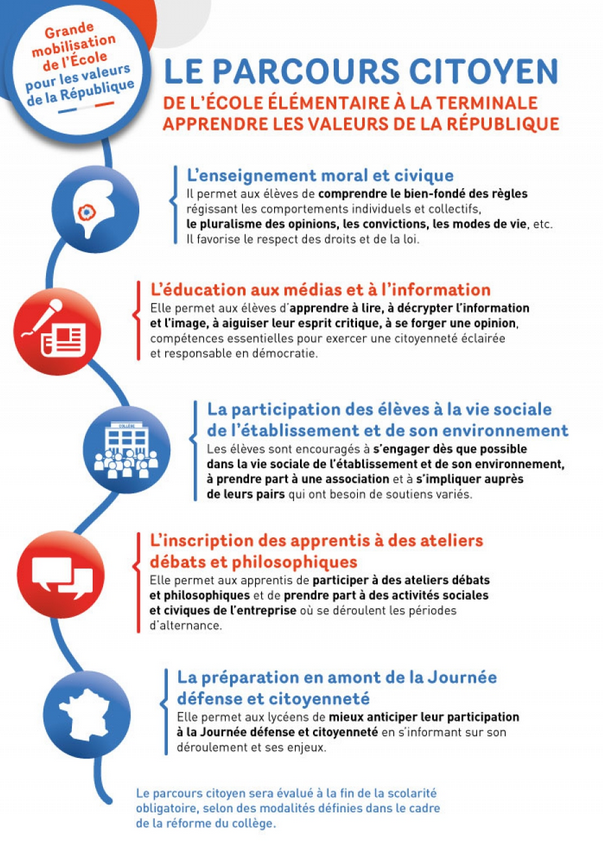 Grande
mobilisation
de l'École
pour les valeurs
de la République
LE PARCOURS CITOYEN
DE L'ÉCOLE ÉLÉMENTAIRE À LA TERMINALE
APPRENDRE LES VALEURS DE LA RÉPUBLIQUE
L'enseignement moral et civique
Il permet aux élèves de comprendre le bien-fondé des règles
régissant les comportements individuels et collectifs,
le pluralisme des opinions, les convictions, les modes de vie, etc.
Il favorise le respect des droits et de la loi.
L'éducation aux médias et à l'information
Elle permet aux élèves d'apprendre à lire, à décrypter l'information
et l'image, à aiguiser leur esprit critique, à se forger une opinion,
compétences essentielles pour exercer une citoyenneté éclairée
et responsable en démocratie.
COLLÈGE
La participation des élèves à la vie sociale
de l'établissement et de son environnement
Les élèves sont encouragés à s'engager dès que possible
dans la vie sociale de l'établissement et de son environnement,
à prendre part à une association et à s'impliquer auprès
de leurs pairs qui ont besoin de soutiens variés.
L'inscription des apprentis à des ateliers
débats et philosophiques
Elle permet aux apprentis de participer à des ateliers débats
et philosophiques et de prendre part à des activités sociales
et civiques de l'entreprise où se déroulent les périodes
d'alternance.
La préparation en amont de la Journée
défense et citoyenneté
Elle permet aux lycéens de mieux anticiper leur participation
à la Journée défense et citoyenneté en s'informant sur son
déroulement et ses enjeux.
Le parcours citoyen sera évalué à la fin de la scolarité
obligatoire, selon des modalités définies dans le cadre
de la réforme du collège.